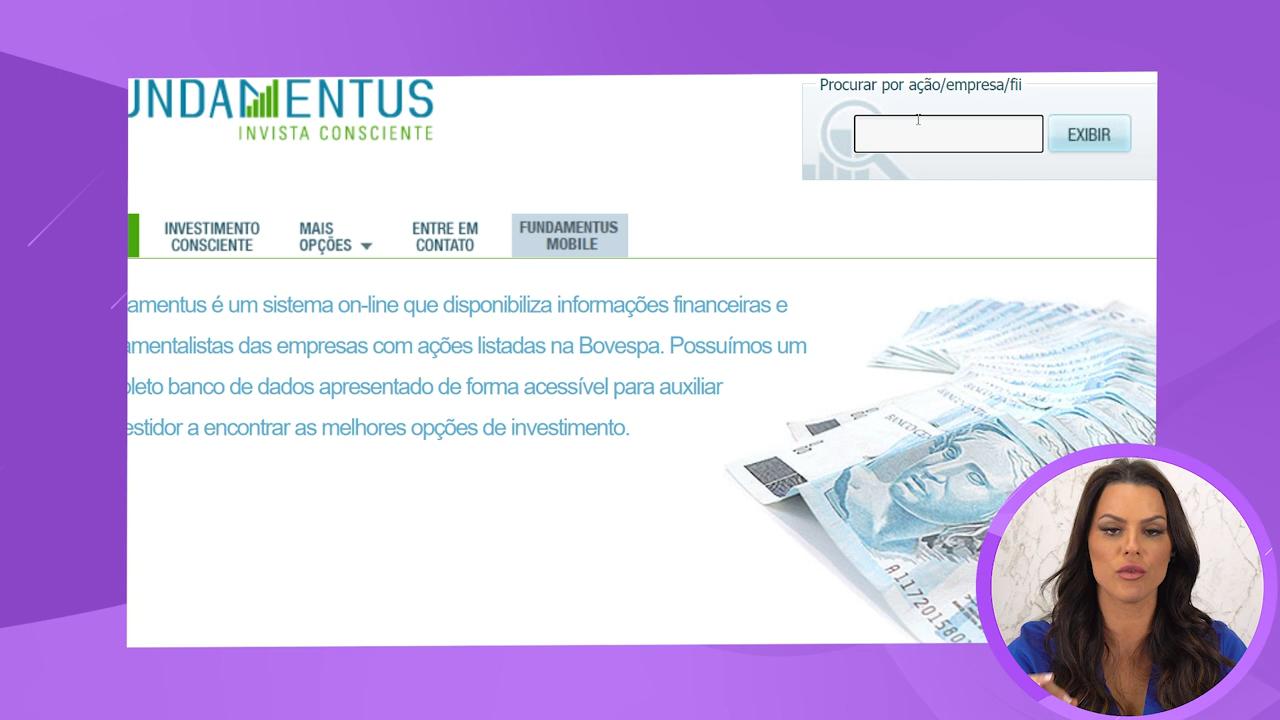 UNDAMENTUS
INVISTA CONSCIENTE
Procurar por ação/empresa/fii
EXIBIR
INVESTIMENTO
CONSCIENTE
MAIS
OPÇÕES
ENTRE EM
CONTATO
FUNDAMENTUS
MOBILE
amentus é um sistema on-line que disponibiliza informações financeiras e
amentalistas das empresas com ações listadas na Bovespa. Possuímos um
pleto banco de dados apresentado de forma acessível para auxiliar
estidor a encontrar as melhores opções de investimento.